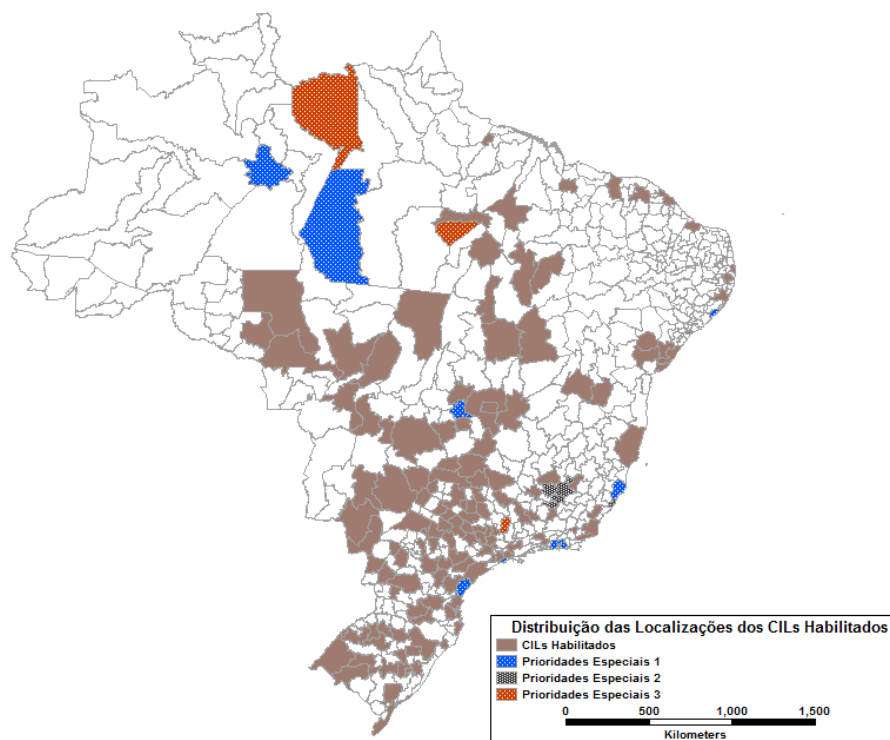 Distribuição das Localizações dos CILs Habilitados
CILs Habilitados
Prioridades Especiais 1
Prioridades Especiais 2
Prioridades Especiais 3
0 500 1,000 1,500
Kilometers